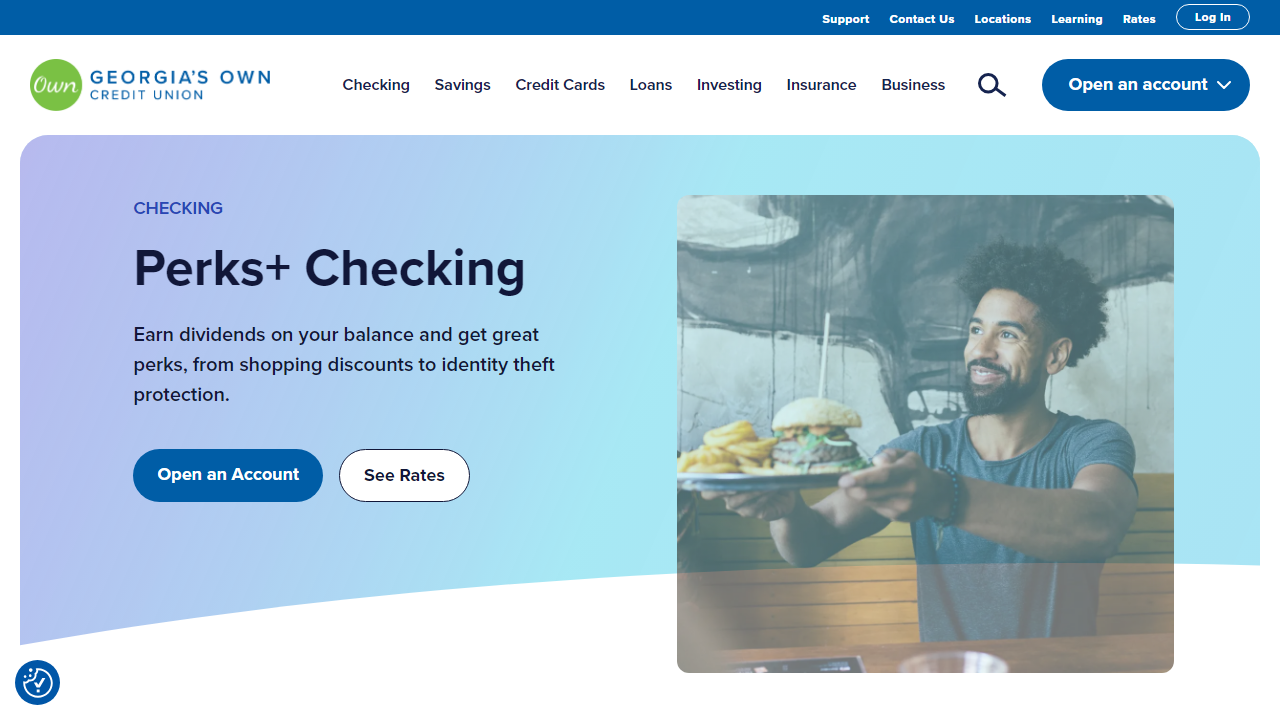 Support Contact Us Locations Learning Rates Log In
Own GEORGIA'S OWN
CREDIT UNION
Checking Savings Credit Cards Loans Investing Insurance Business Open an account
CHECKING
Perks+ Checking
Earn dividends on your balance and get great
perks, from shopping discounts to identity theft
protection.
Open an Account See Rates